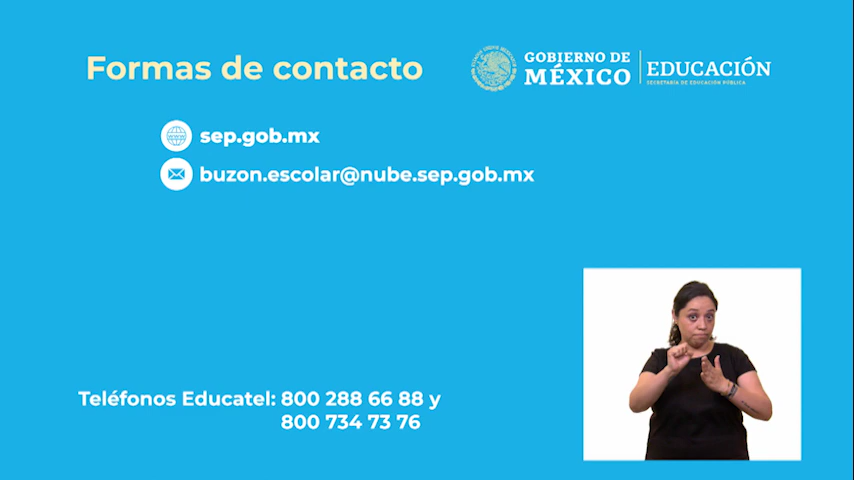 Formas de contacto
GOBIERNO DE
MÉXICO
EDUCACIÓN
SECRETARÍA DE EDUCACIÓN PÚBLICA
www
sep.gob.mx
buzon.escolar@nube.sep.gob.mx
Teléfonos Educatel: 800 288 66 88 y
800 734 73 76